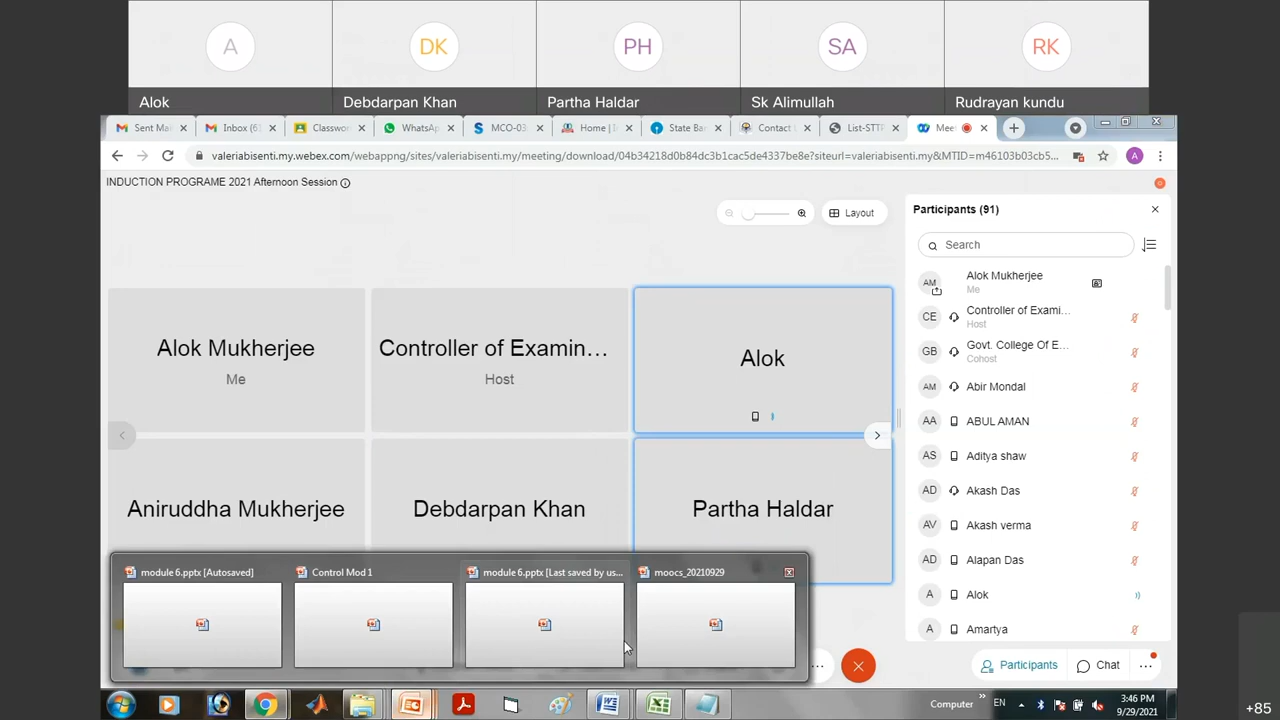 A
DK
PH
SA
RK
Alok
Debdarpan Khan
Partha Haldar
Sk Alimullah
Rudrayan kundu
Sent Mai
Inbox (6
Classwor
WhatsAp
MCO-03
Home | I
State Ba
Contact
List-STTP
Mee
valeriabisenti.my.webex.com/webappng/sites/valeriabisenti.my/meeting/download/04b34218d0b84dc3b1cac5de4337be8e?siteurl=valeriabisenti.my&MTID=m46103b03cb5...
A
INDUCTION PROGRAME 2021 Afternoon Session
Layout
Participants (91)
Search
AM
Alok Mukherjee
Me
CE
Controller of Exami...
Host
GB
Govt. College Of E...
Cohost
AM
Abir Mondal
AA
ABUL AMAN
AS
Aditya shaw
AD
Akash Das
AV
Akash verma
AD
Alapan Das
A
Alok
A
Amartya
Alok Mukherjee
Me
Controller of Examin...
Host
Alok
Aniruddha Mukherjee
Debdarpan Khan
Partha Haldar
module 6.pptx [Autosaved]
Control Mod 1
module 6.pptx [Last saved by us...
moocs_20210929
Participants
Chat
Computer
EN
3:46 PM
9/29/2021
+85